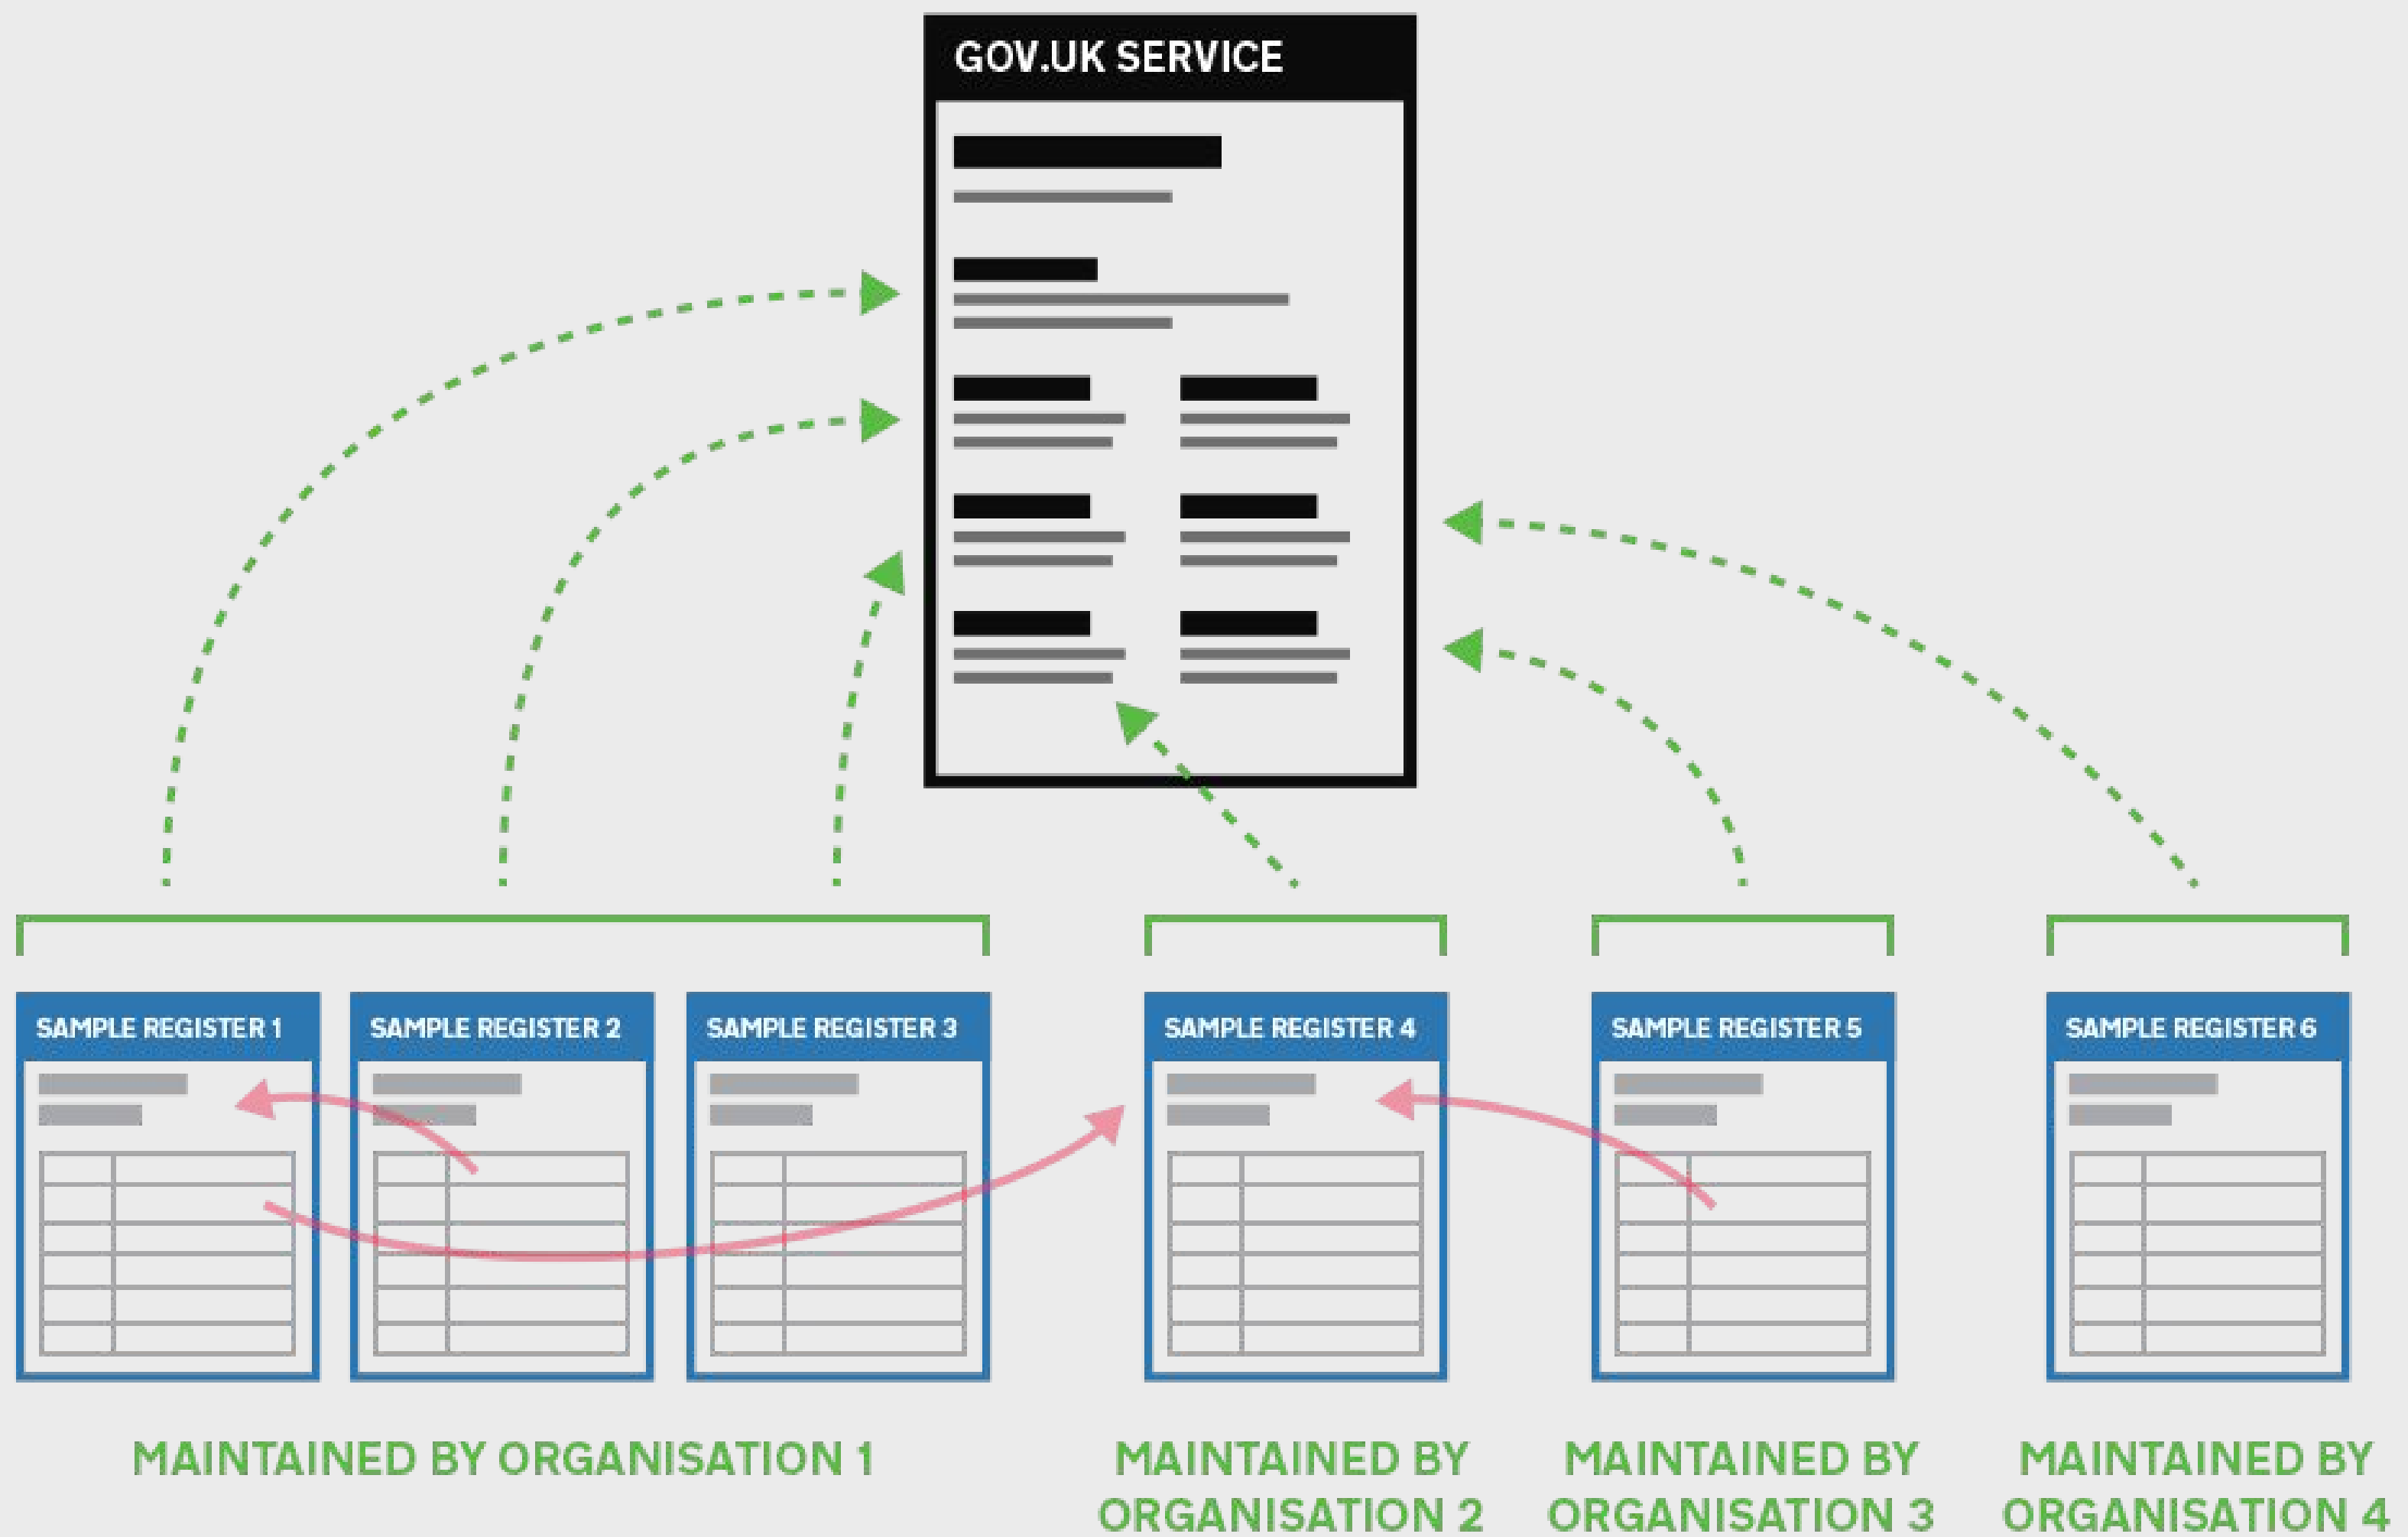 GOV.UK SERVICE
SAMPLE REGISTER 1
SAMPLE REGISTER 2
SAMPLE REGISTER 3
SAMPLE REGISTER 4
SAMPLE REGISTER 5
SAMPLE REGISTER 6
MAINTAINED BY ORGANISATION 1
MAINTAINED BY
ORGANISATION 2
MAINTAINED BY
ORGANISATION 3
MAINTAINED BY
ORGANISATION 4